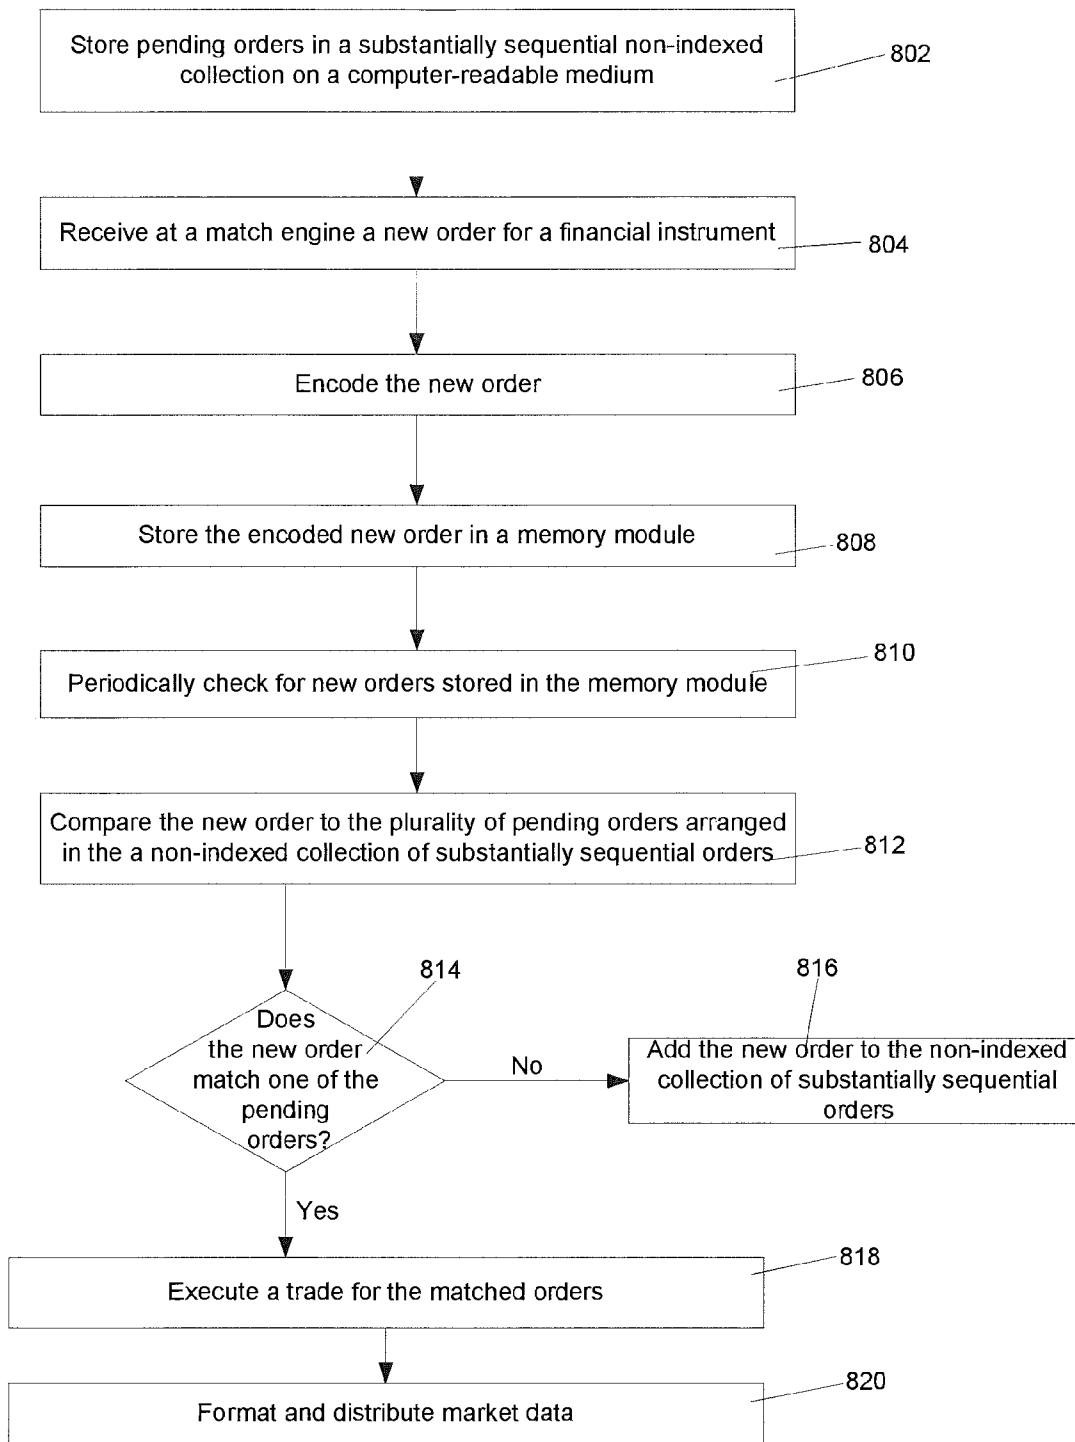 Store pending orders in a substantially sequential non-indexed
collection on a computer-readable medium
802
Receive at a match engine a new order for a financial instrument
804
Encode the new order
806
Store the encoded new order in a memory module
808
Periodically check for new orders stored in the memory module
810
Compare the new order to the plurality of pending orders arranged
in the a non-indexed collection of substantially sequential orders
812
Does
the new order
match one of the
pending
orders?
814
No
Add the new order to the non-indexed
collection of substantially sequential
orders
816
Yes
Execute a trade for the matched orders
818
Format and distribute market data
820